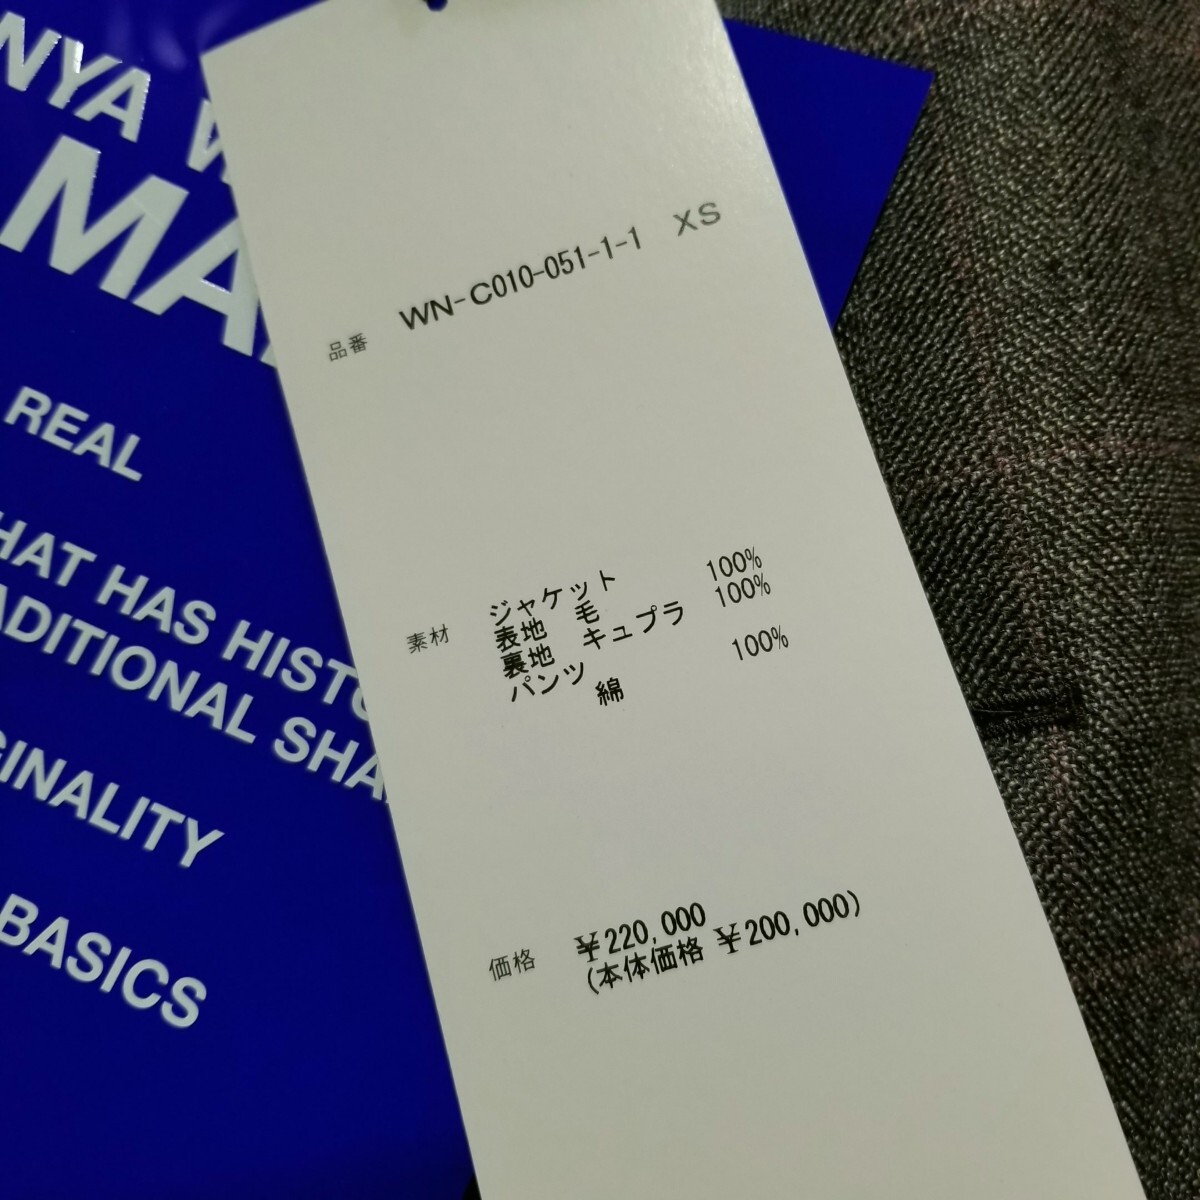 NYA W
MA
REAL
HAT HAS HISTO
ADITIONAL SHA
GINALITY
BASICS
品番 WN-C010-051-1-1 XS
素材 ジャケット
表地 毛 100%
裏地 キュプラ 100%
パンツ
綿 100%
価格 ¥220,000
(本体価格 ¥200,000)